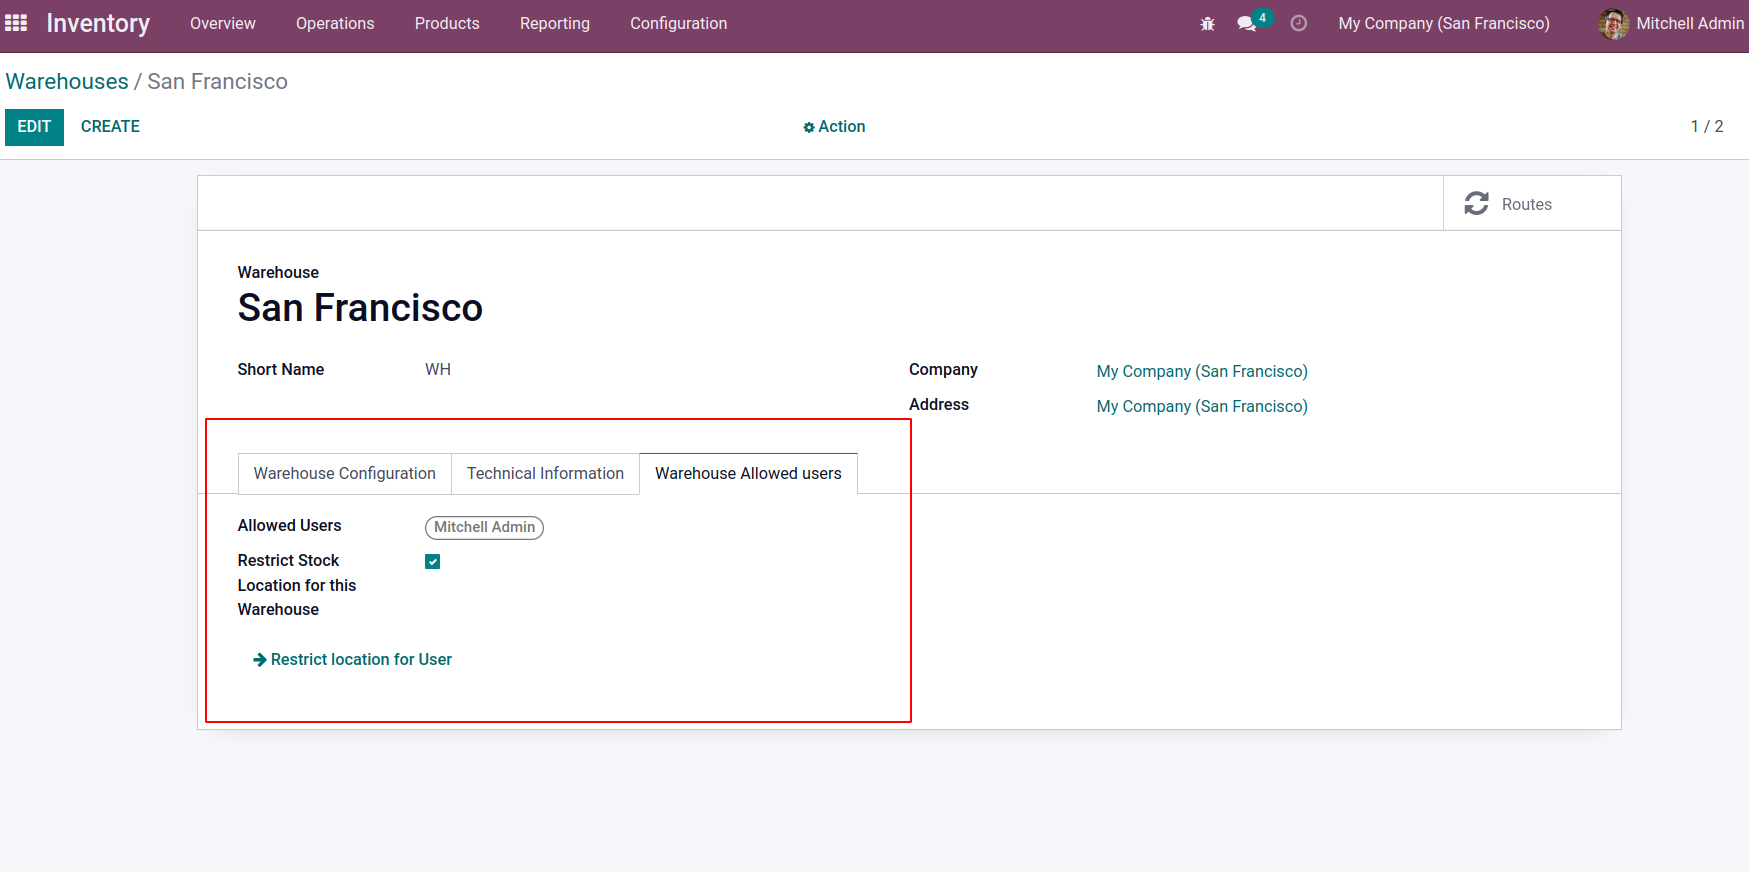 Inventory Overview Operations Products Reporting Configuration 4 My Company (San Francisco) Mitchell Admin
Warehouses / San Francisco
EDIT CREATE Action 1 / 2
Routes
Warehouse
San Francisco
Short Name WH Company My Company (San Francisco)
Address My Company (San Francisco)
Warehouse Configuration Technical Information Warehouse Allowed users
Allowed Users Mitchell Admin
Restrict Stock
Location for this
Warehouse
Restrict location for User